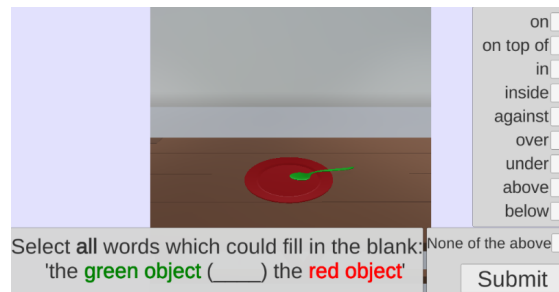 on
on top of
in
inside
against
over
under
above
below
None of the above
Select all words which could fill in the blank:
'the green object (____) the red object'
Submit